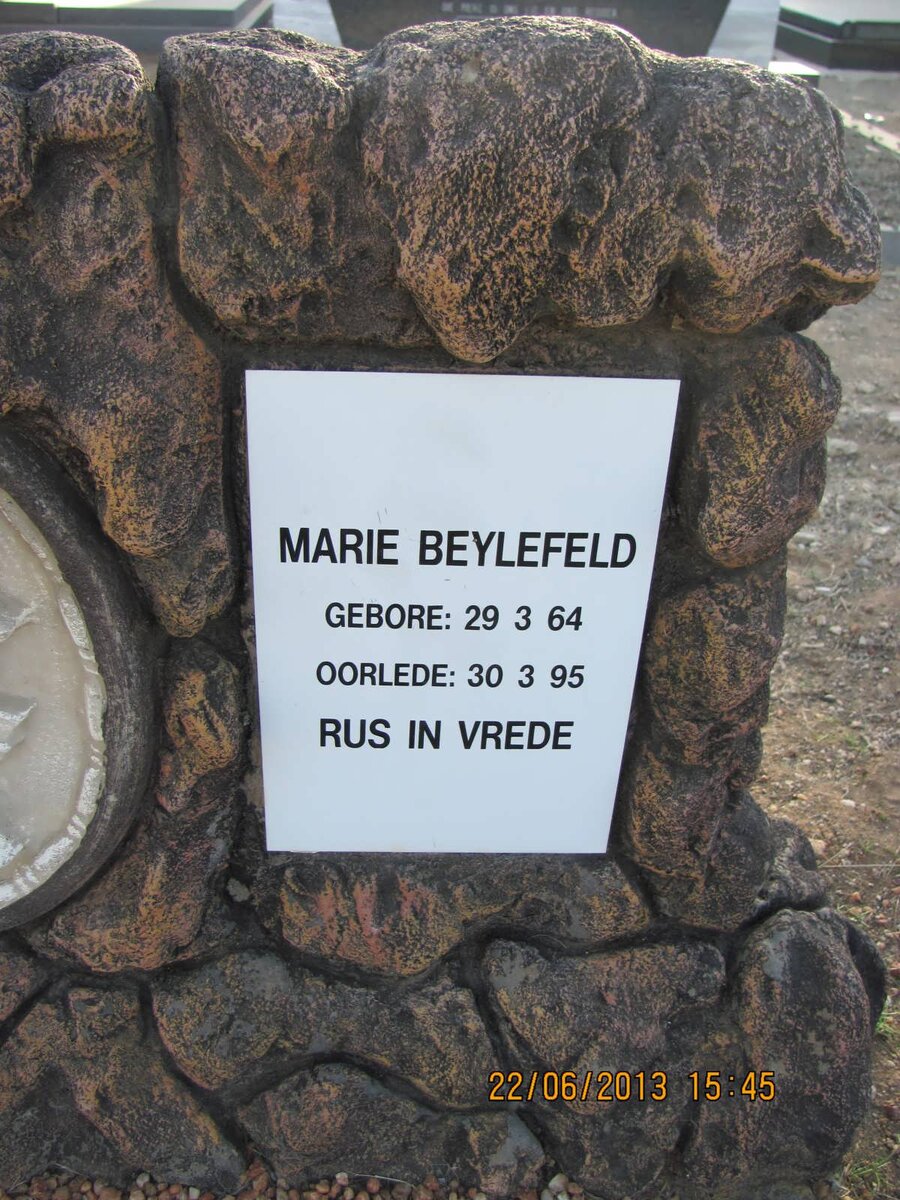 MARIE BEYLEFELD
GEBORE: 29 3 64
OORLEDE: 30 3 95
RUS IN VREDE
22/06/2013 15:45